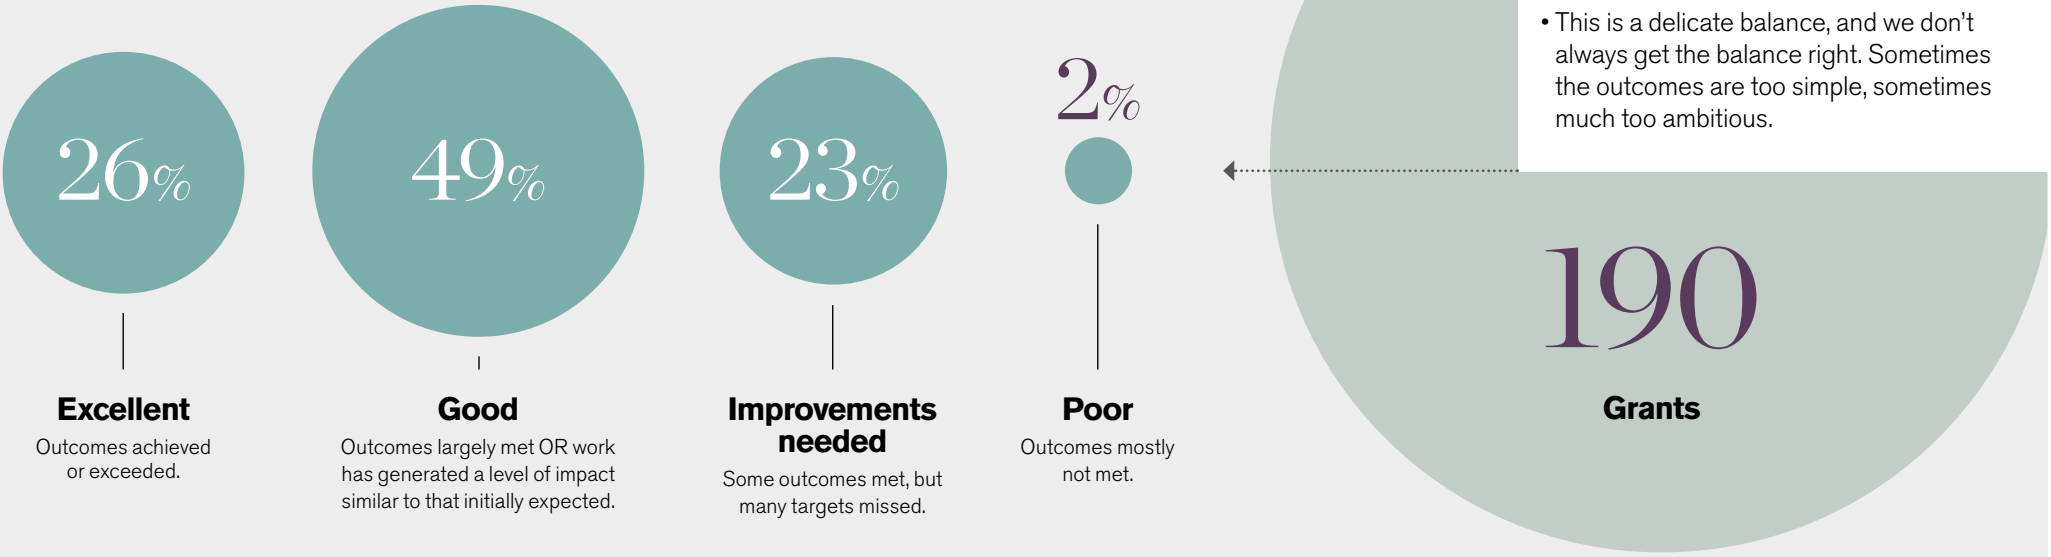 26%
Excellent
Outcomes achieved
or exceeded.
49%
Good
Outcomes largely met OR work
has generated a level of impact
similar to that initially expected.
23%
Improvements
needed
Some outcomes met, but
many targets missed.
2%
Poor
Outcomes mostly
not met.
• This is a delicate balance, and we don’t
always get the balance right. Sometimes
the outcomes are too simple, sometimes
much too ambitious.
190
Grants